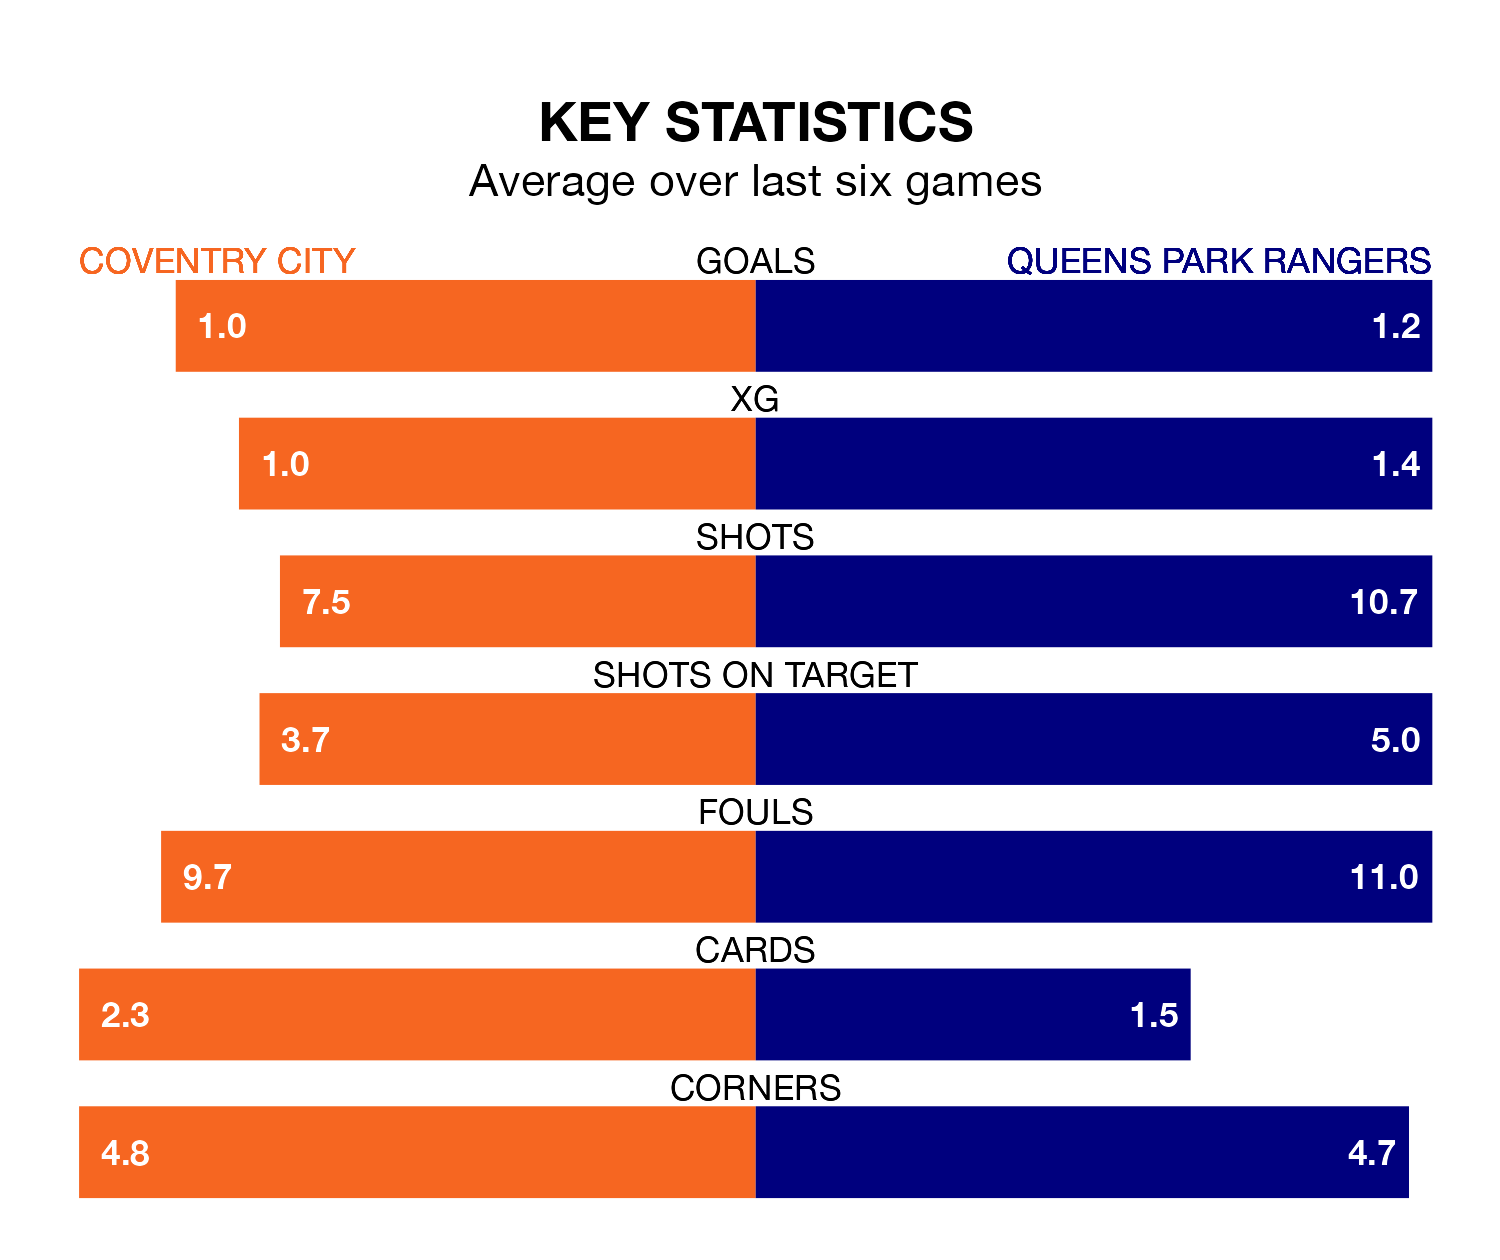 KEY STATISTICS
Average over last six games
COVENTRY CITY GOALS QUEENS PARK RANGERS
1.0 1.2
XG
1.0 1.4
SHOTS
7.5 10.7
SHOTS ON TARGET
3.7 5.0
FOULS
9.7 11.0
CARDS
2.3 1.5
CORNERS
4.8 4.7